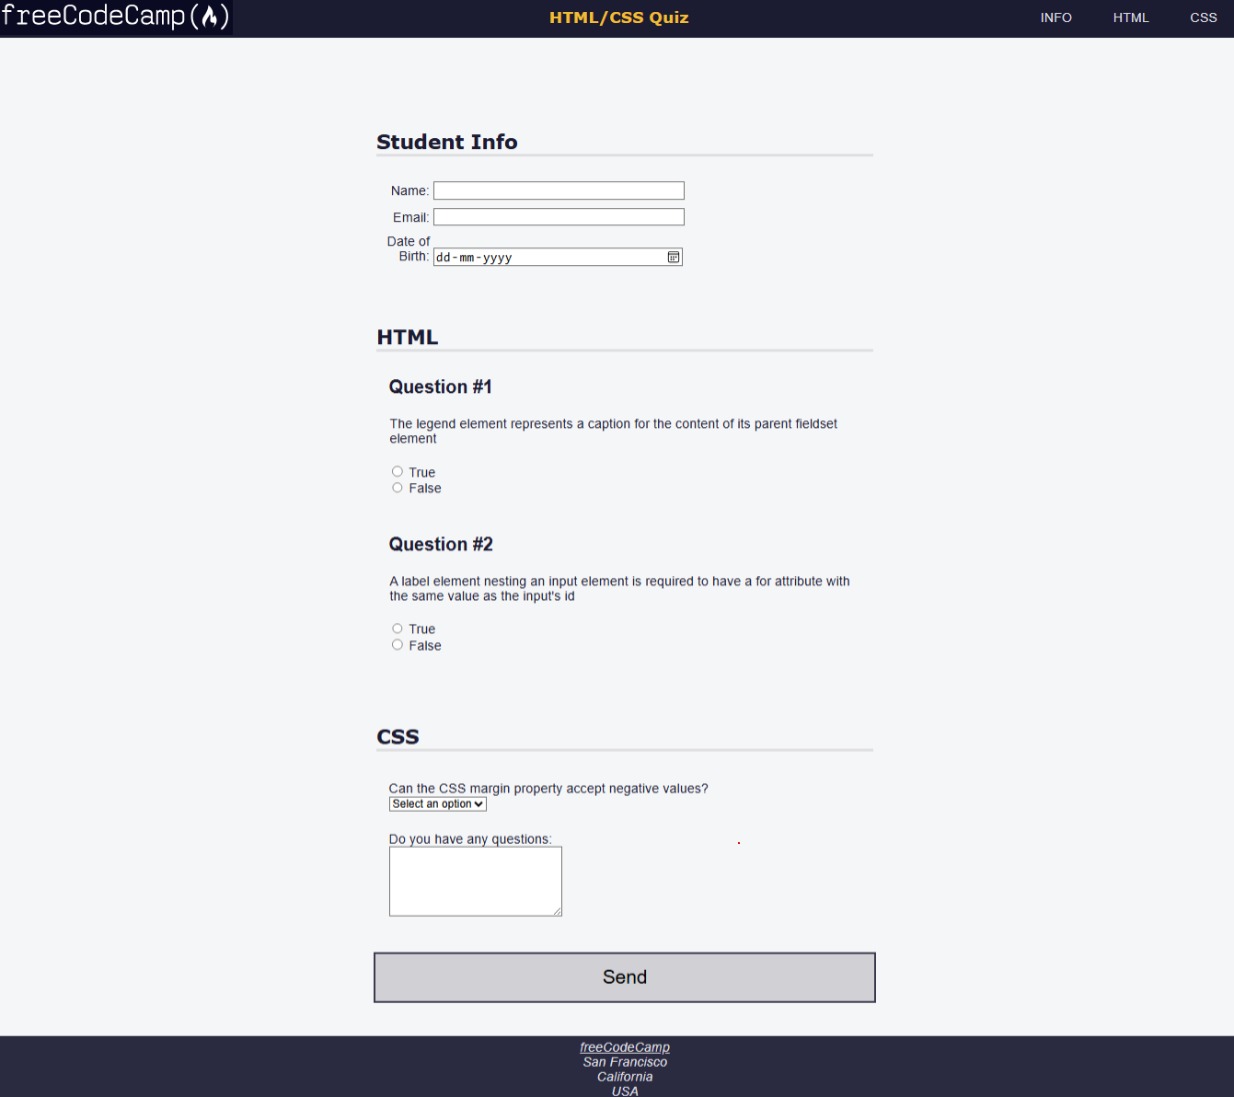 freeCodeCamp(🔥)
HTML/CSS Quiz
INFO
HTML
CSS
Student Info
Name:
Email:
Date of
Birth:
dd-mm-yyyy
HTML
Question #1
The legend element represents a caption for the content of its parent fieldset
element
True
False
Question #2
A label element nesting an input element is required to have a for attribute with
the same value as the input's id
True
False
CSS
Can the CSS margin property accept negative values?
Select an option
Do you have any questions:
Send
freeCodeCamp
San Francisco
California
USA